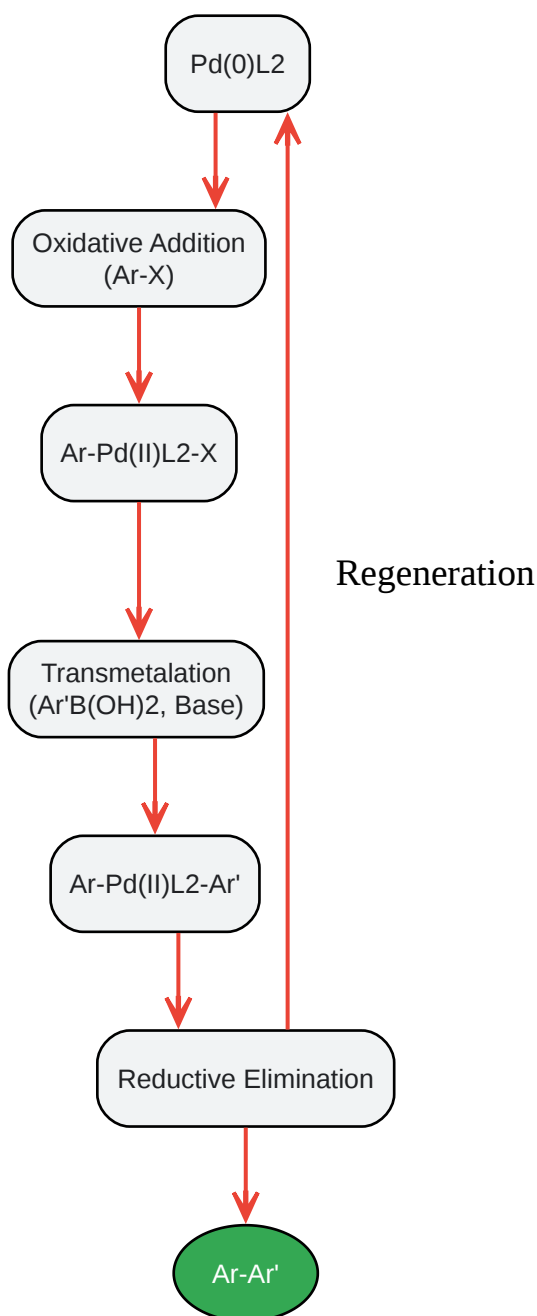 Pd(0)L2
Oxidative Addition
(Ar-X)
Ar-Pd(II)L2-X
Regeneration
Transmetalation
(Ar'B(OH)2, Base)
Ar-Pd(II)L2-Ar'
Reductive Elimination
Ar-Ar'